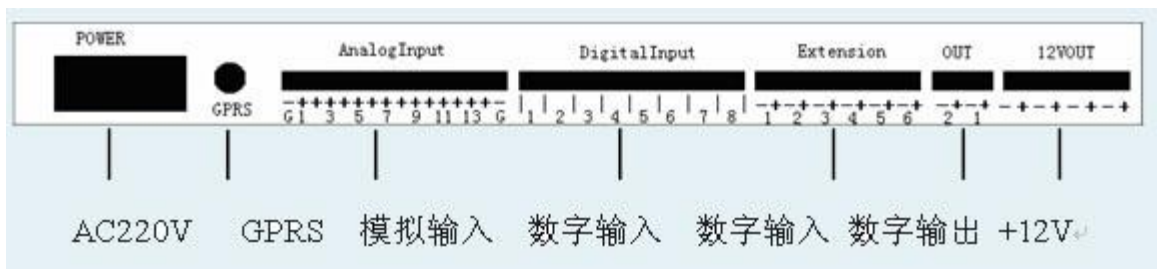 POWER AnalogInput DigitalInput Extension OUT 12VOUT
GPRS
-++++++++++++++- -+-+-+-+-+-+ -+-+ -+-+-+-+
G 1 3 5 7 9 11 13 G 1 2 3 4 5 6 7 8 1 2 3 4 5 6 2 1
AC220V GPRS 模拟输入 数字输入 数字输入 数字输出 +12V